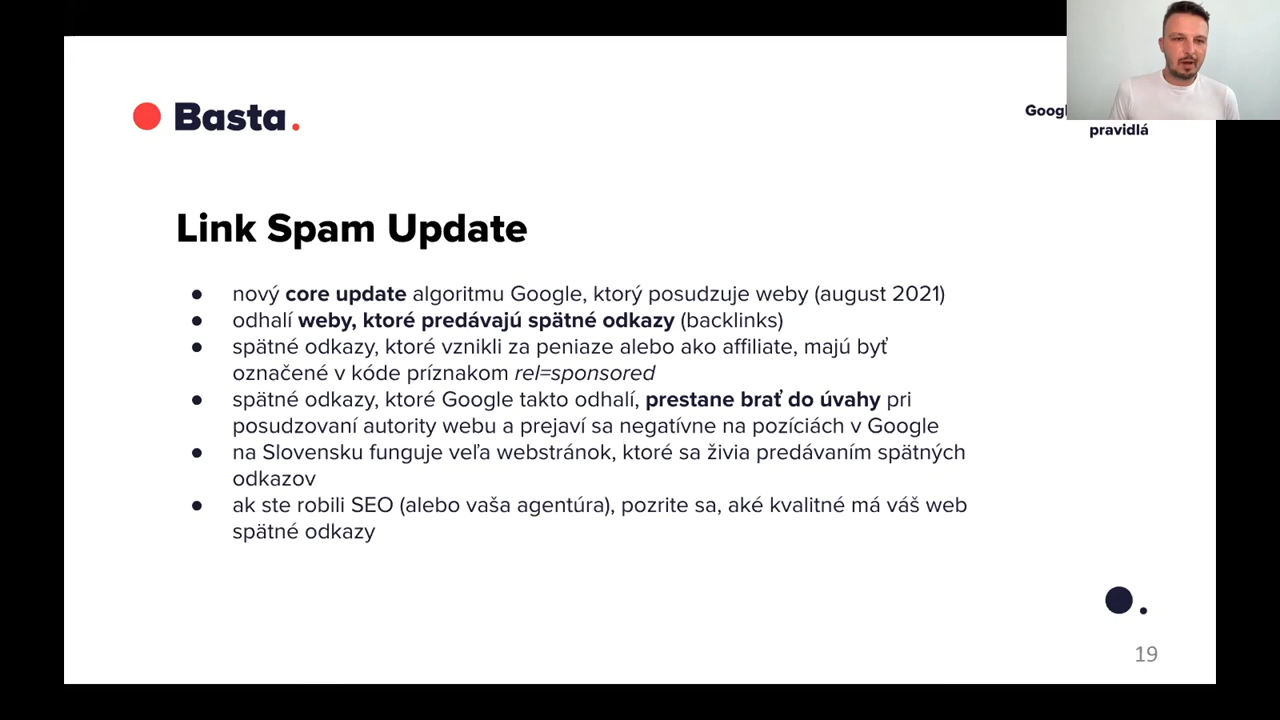 Basta.
pravidlá
Link Spam Update
● nový core update algoritmu Google, ktorý posudzuje weby (august 2021)
● odhalí weby, ktoré predávajú spätné odkazy (backlinks)
● spätné odkazy, ktoré vznikli za peniaze alebo ako affiliate, majú byť
označené v kóde príznakom rel=sponsored
● spätné odkazy, ktoré Google takto odhalí, prestane brať do úvahy pri
posudzovaní autority webu a prejaví sa negatívne na pozíciách v Google
● na Slovensku funguje veľa webstránok, ktoré sa živia predávaním spätných
odkazov
● ak ste robili SEO (alebo vaša agentúra), pozrite sa, aké kvalitné má váš web
spätné odkazy
19